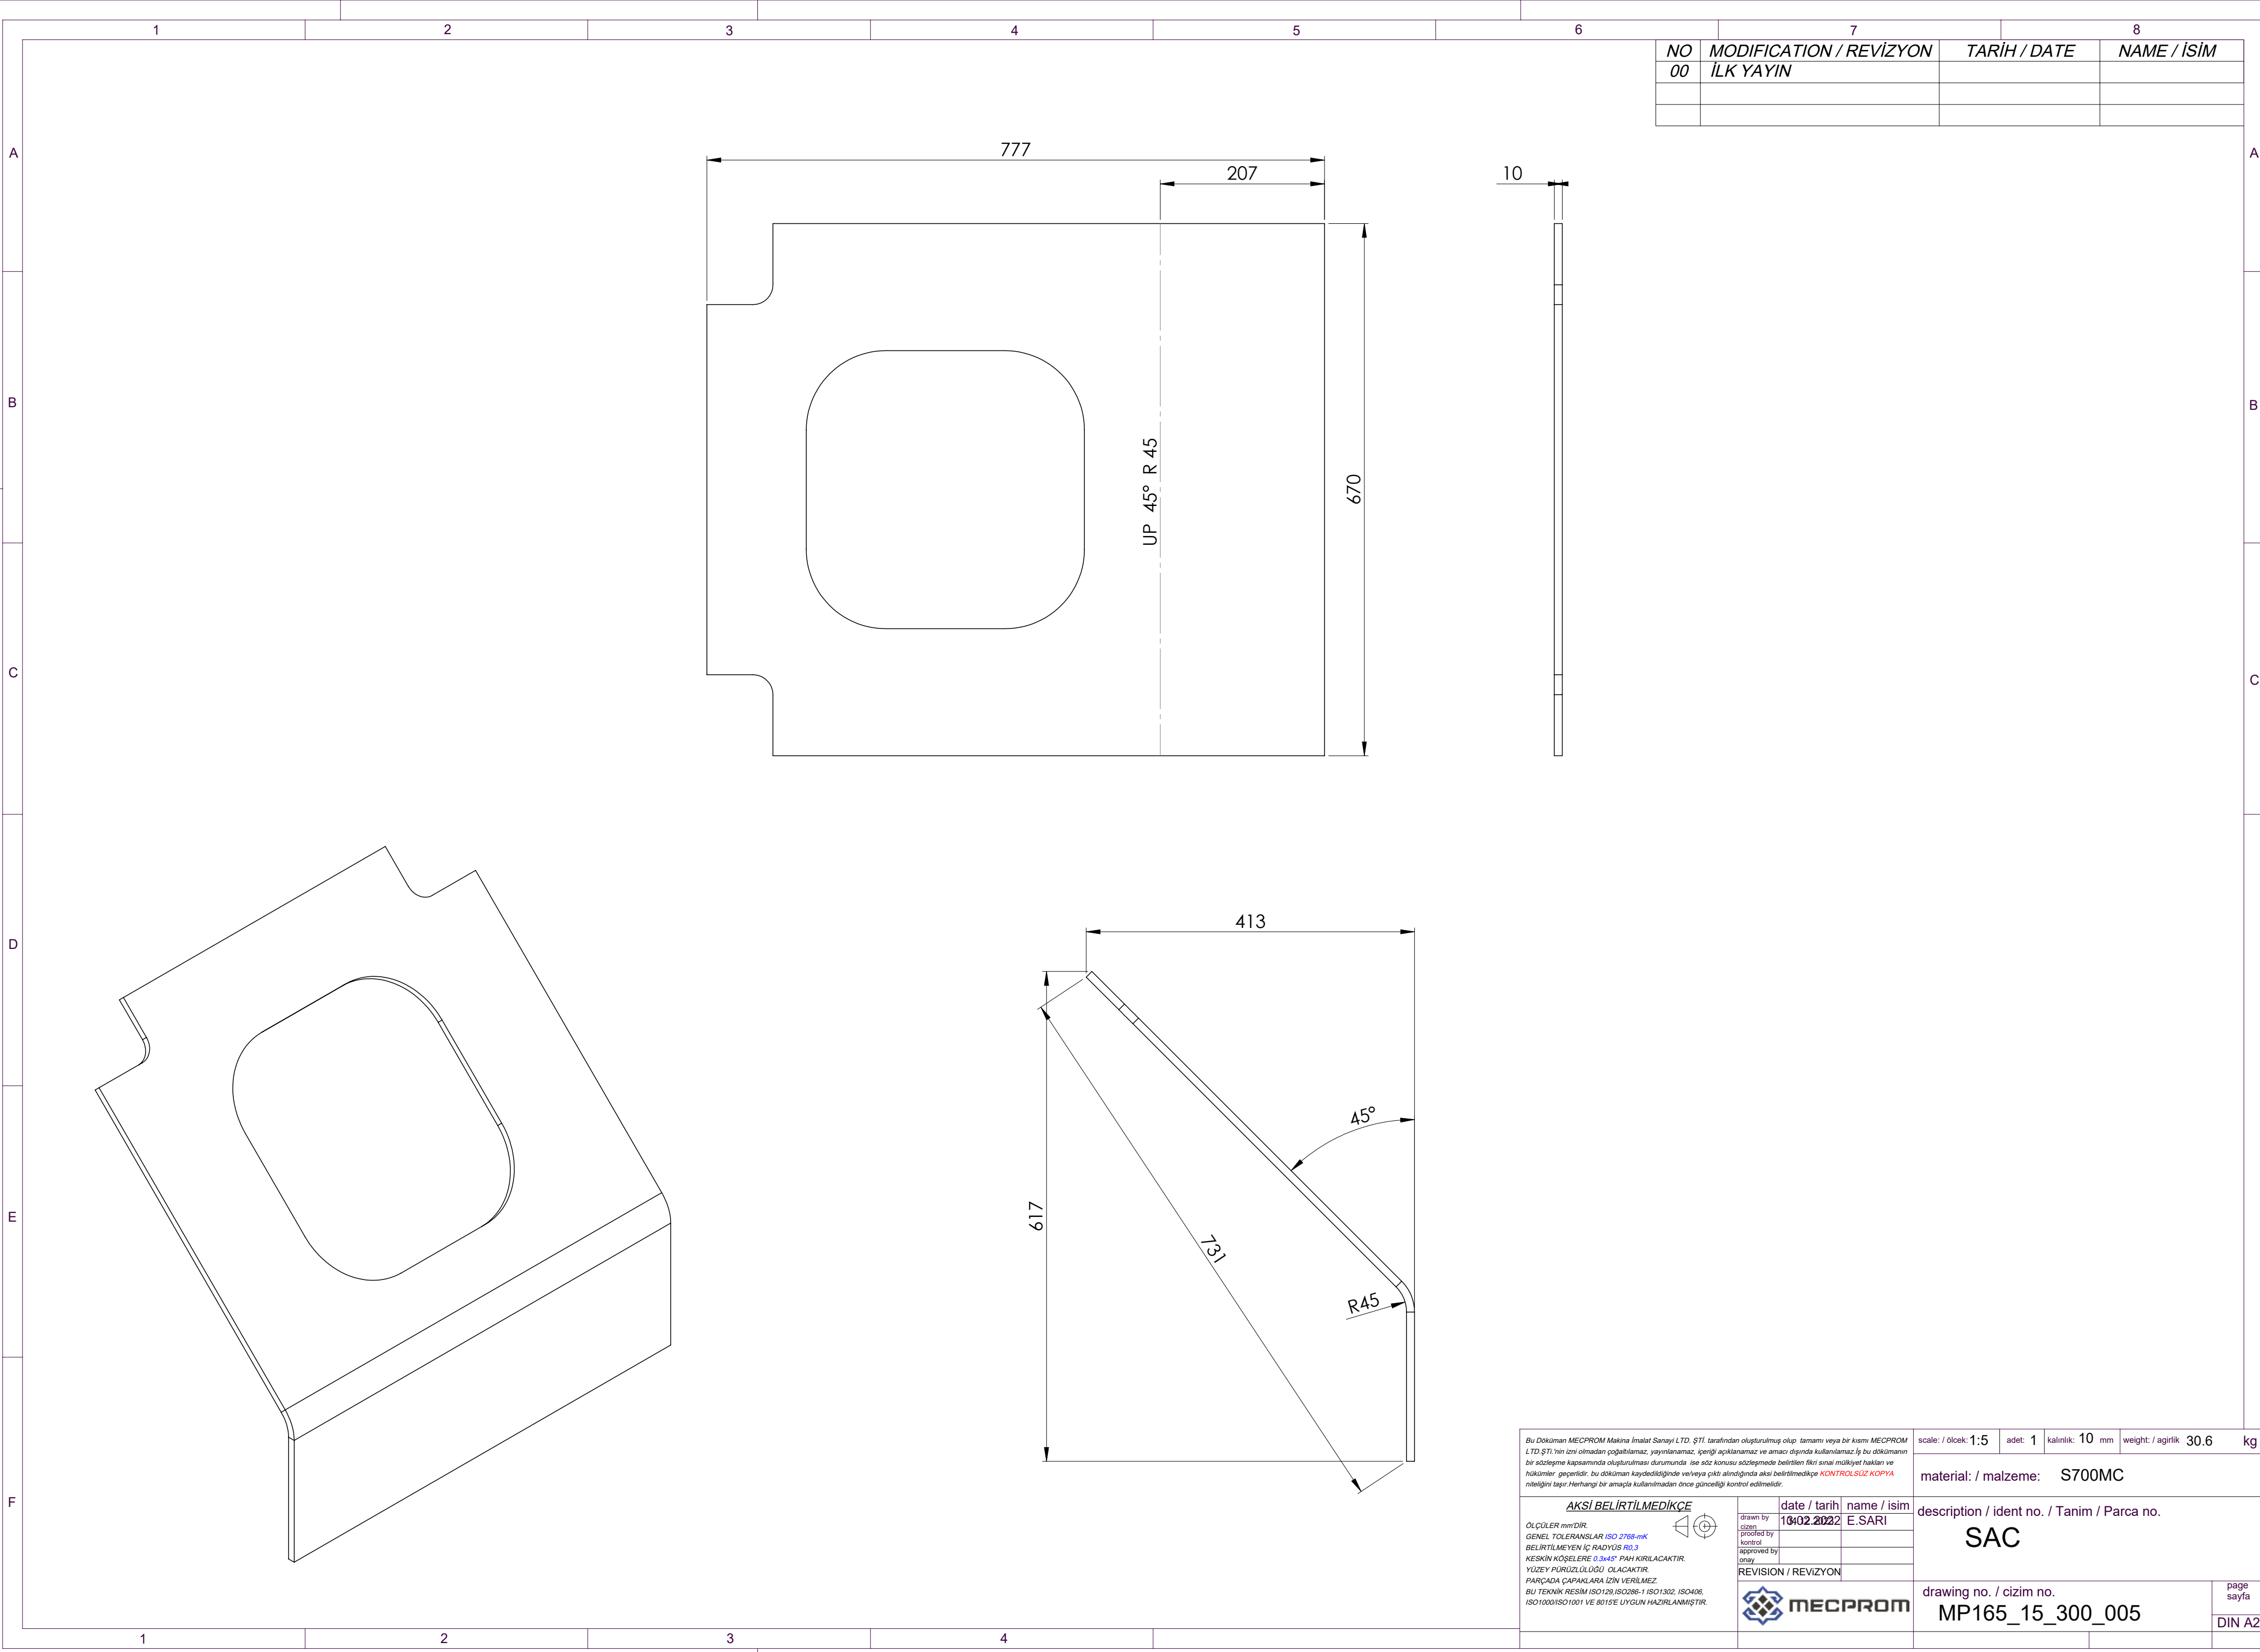 1 2 3 4 5 6 7 8
NO MODIFICATION / REVİZYON TARİH / DATE NAME / İSİM
00 İLK YAYIN
A A
777
207
10
B B
UP 45° R 45
670
C C
D
413
45°
E
617
731
R45
F
Bu Döküman MECPROM Makina İmalat Sanayi LTD. ŞTİ. tarafından oluşturulmuş olup tamamı veya bir kısmı MECPROM
LTD.ŞTİ.'nin izni olmadan çoğaltılamaz, yayınlanamaz, içeriği açıklanamaz ve amacı dışında kullanılamaz.İş bu dökümanın
bir sözleşme kapsamında oluşturulması durumunda ise söz konusu sözleşmede belirtilen fikri sınai mülkiyet hakları ve
hükümler geçerlidir. bu döküman kaydedildiğinde ve/veya çıktı alındığında aksi belirtilmedikçe KONTROLSÜZ KOPYA
niteliğini taşır.Herhangi bir amaçla kullanılmadan önce güncelliği kontrol edilmelidir.
scale: / ölcek: 1:5 adet: 1 kalınlık: 10 mm weight: / agirlik 30.6 kg
material: / malzeme: S700MC
AKSİ BELİRTİLMEDİKÇE
ÖLÇÜLER mm'DİR.
GENEL TOLERANSLAR ISO 2768-mK
BELİRTİLMEYEN İÇ RADYÜS R0,3
KESKİN KÖŞELERE 0.3x45° PAH KIRILACAKTIR.
YÜZEY PÜRÜZLÜLÜĞÜ OLACAKTIR.
PARÇADA ÇAPAKLARA İZİN VERİLMEZ.
BU TEKNİK RESİM ISO129,ISO286-1 ISO1302, ISO406,
ISO1000/ISO1001 VE 8015'E UYGUN HAZIRLANMIŞTIR.
date / tarih name / isim
drawn by
cizen
E.SARI
proofed by
kontrol
approved by
onay
REVISION / REVİZYON
MECPROM
description / ident no. / Tanim / Parca no.
SAC
drawing no. / cizim no.
MP165_15_300_005
page
sayfa
DIN A2
1 2 3 4